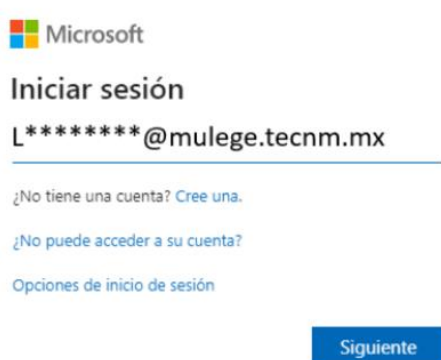 Microsoft
Iniciar sesión
L********@mulege.tecnm.mx
¿No tiene una cuenta? Cree una.
¿No puede acceder a su cuenta?
Opciones de inicio de sesión
Siguiente